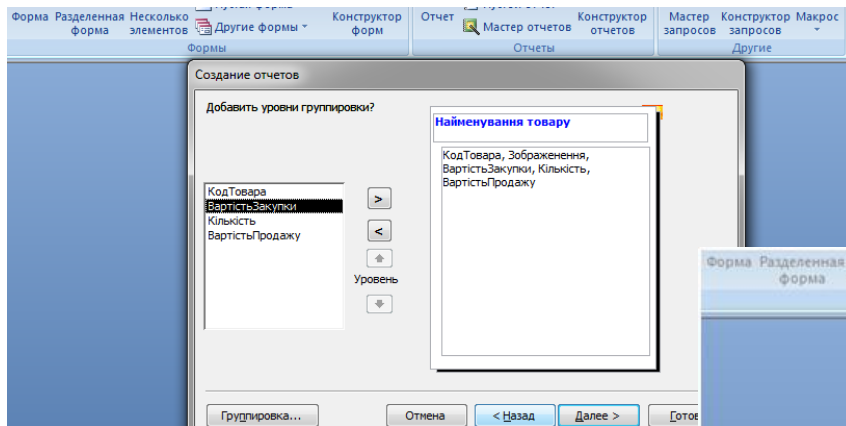 Форма Разделенная форма Несколько элементов
Другие формы
Конструктор форм
Отчет
Мастер отчетов
Конструктор отчетов
Мастер запросов
Конструктор запросов
Макрос
Формы
Отчеты
Другие
Создание отчетов
Добавить уровни группировки?
Найменування товару
КодТовара, Зображенення,
ВартістьЗакупки, Кількість,
ВартістьПродажу
КодТовара
ВартістьЗакупки
Кількість
ВартістьПродажу
>
<
Уровень
Форма Разделенная
форма
Группировка...
Отмена
< Назад
Далее >
Готов